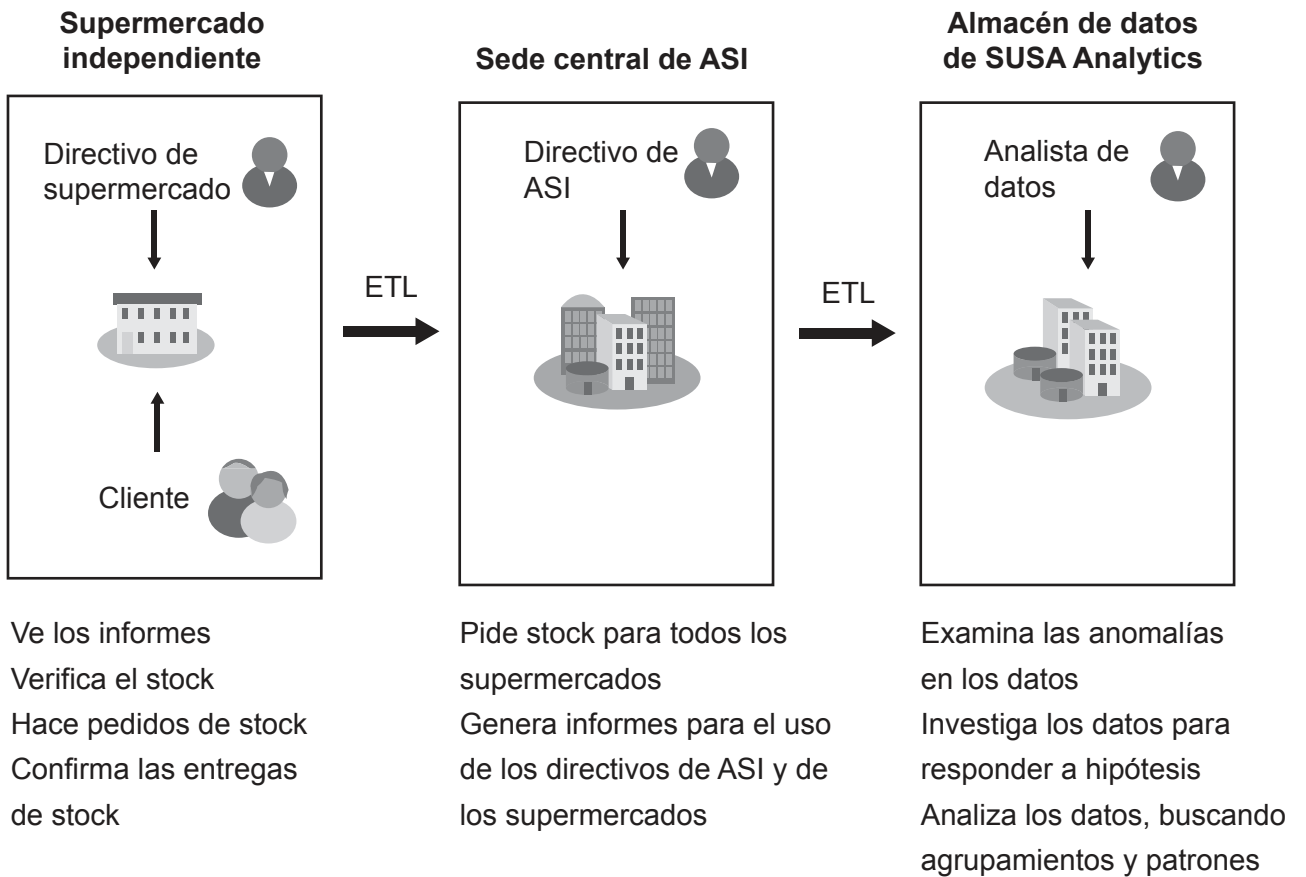 Supermercado
independiente
Directivo de
supermercado
Cliente
Ve los informes
Verifica el stock
Hace pedidos de stock
Confirma las entregas
de stock
ETL
Sede central de ASI
Directivo de
ASI
Pide stock para todos los
supermercados
Genera informes para el uso
de los directivos de ASI y de
los supermercados
ETL
Almacén de datos
de SUSA Analytics
Analista de
datos
Examina las anomalías
en los datos
Investiga los datos para
responder a hipótesis
Analiza los datos, buscando
agrupamientos y patrones